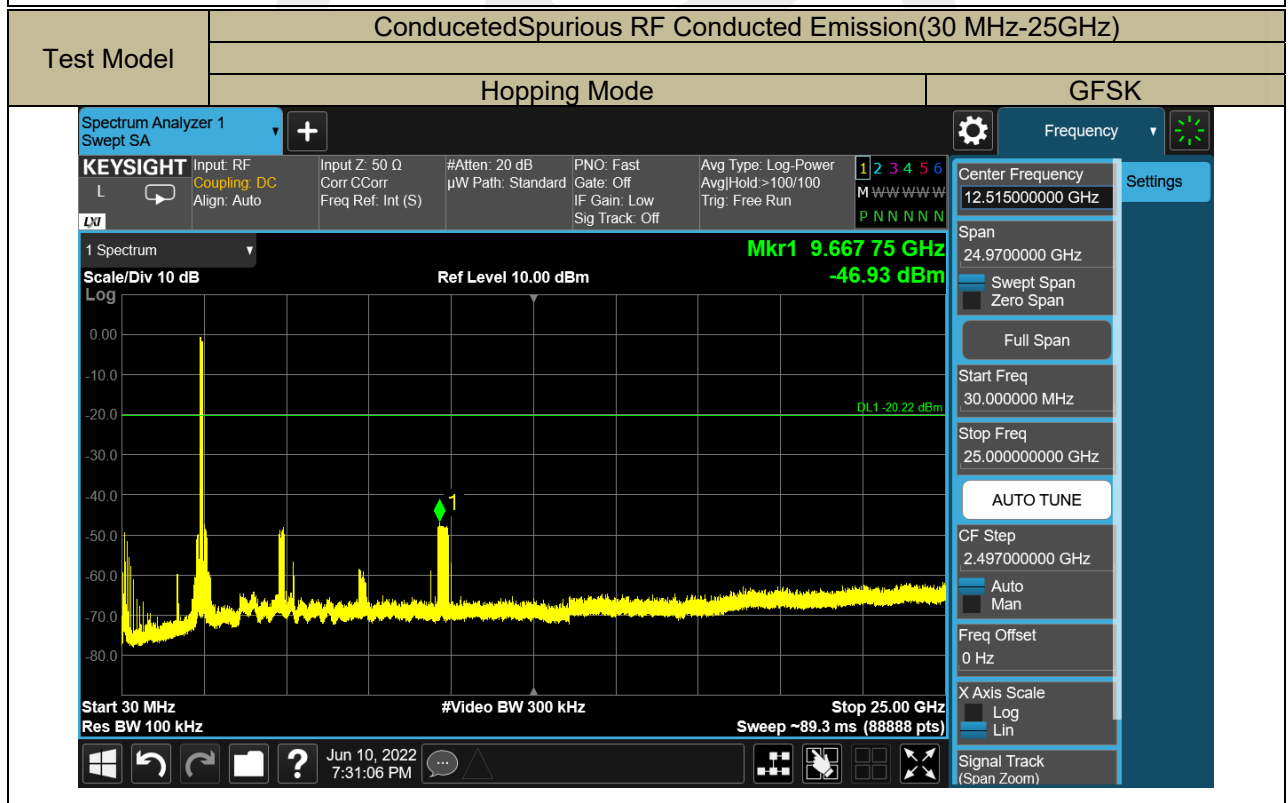 Test Model
ConducetedSpurious RF Conducted Emission(30 MHz-25GHz)
Hopping Mode
GFSK
Spectrum Analyzer 1
Swept SA
+
Frequency
KEYSIGHT
L
LXI
Input: RF
Coupling: DC
Align: Auto
Input Z: 50 Ω
Corr CCorr
Freq Ref: Int (S)
#Atten: 20 dB
µW Path: Standard
PNO: Fast
Gate: Off
IF Gain: Low
Sig Track: Off
Avg Type: Log-Power
Avg|Hold:>100/100
Trig: Free Run
1 2 3 4 5 6
M W W W W W
P N N N N N
1 Spectrum
Mkr1 9.667 75 GHz
Scale/Div 10 dB
Ref Level 10.00 dBm
-46.93 dBm
Log
0.00
-10.0
DL1 -20.22 dBm
-20.0
-30.0
-40.0
1
-50.0
-60.0
-70.0
-80.0
Start 30 MHz
#Video BW 300 kHz
Stop 25.00 GHz
Res BW 100 kHz
Sweep ~89.3 ms (88888 pts)
Center Frequency
12.515000000 GHz
Settings
Span
24.9700000 GHz
Swept Span
Zero Span
Full Span
Start Freq
30.000000 MHz
Stop Freq
25.000000000 GHz
AUTO TUNE
CF Step
2.497000000 GHz
Auto
Man
Freq Offset
0 Hz
X Axis Scale
Log
Lin
Signal Track
(Span Zoom)
?
Jun 10, 2022
7:31:06 PM